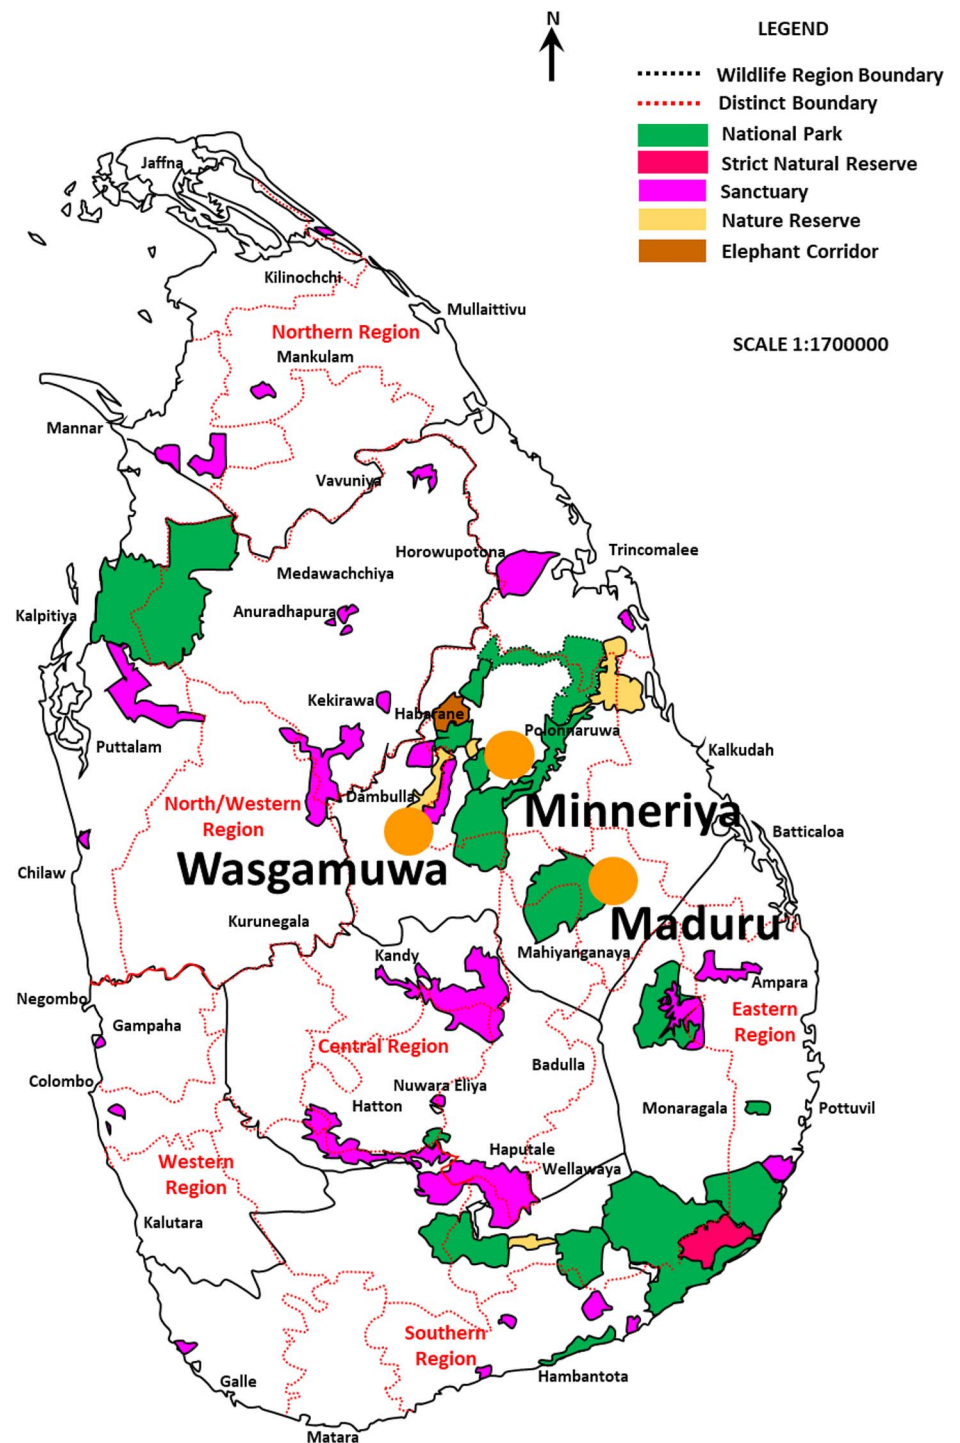 N
LEGEND
Wildlife Region Boundary
Distinct Boundary
National Park
Strict Natural Reserve
Sanctuary
Nature Reserve
Elephant Corridor
SCALE 1:1700000
Jaffna
Kilinochchi
Mullaittivu
Northern Region
Mankulam
Mannar
Vavuniya
Horowupotona
Trincomalee
Medawachchiya
Anuradhapura
Kalpitiya
Kekirawa
Habarane
Polonnaruwa
Puttalam
Kalkudah
Dambulla
North/Western
Region
Minneriya
Batticaloa
Wasgamuwa
Chilaw
Maduru
Kurunegala
Mahiyanganaya
Kandy
Ampara
Negombo
Gampaha
Eastern
Region
Central Region
Badulla
Colombo
Nuwara Eliya
Hatton
Monaragala
Pottuvil
Haputale
Wellawaya
Western
Region
Kalutara
Southern
Region
Hambantota
Galle
Matara